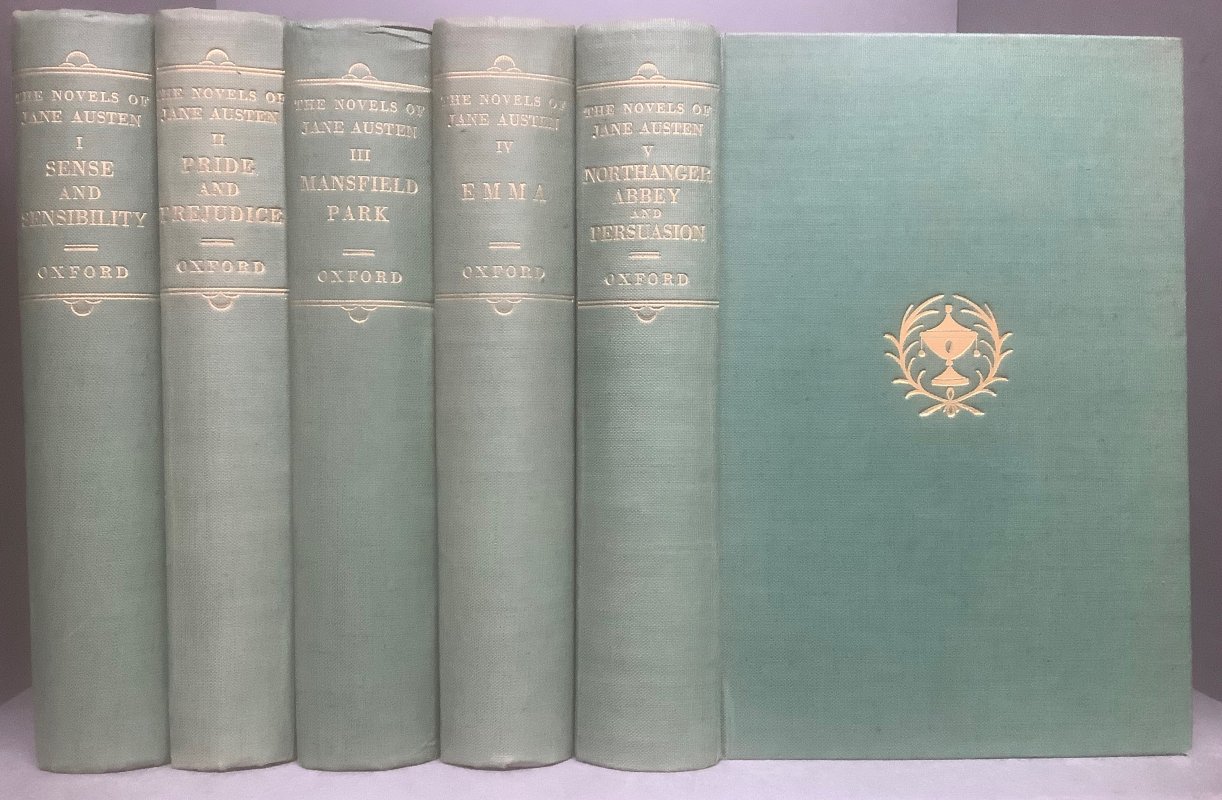 THE NOVELS OF
JANE AUSTEN
I
SENSE
AND
SENSIBILITY
OXFORD
THE NOVELS OF
JANE AUSTEN
II
PRIDE
AND
PREJUDICE
OXFORD
THE NOVELS OF
JANE AUSTEN
III
MANSFIELD
PARK
OXFORD
THE NOVELS OF
JANE AUSTEN
IV
EMMA
OXFORD
THE NOVELS OF
JANE AUSTEN
V
NORTHANGER
ABBEY
AND
PERSUASION
OXFORD